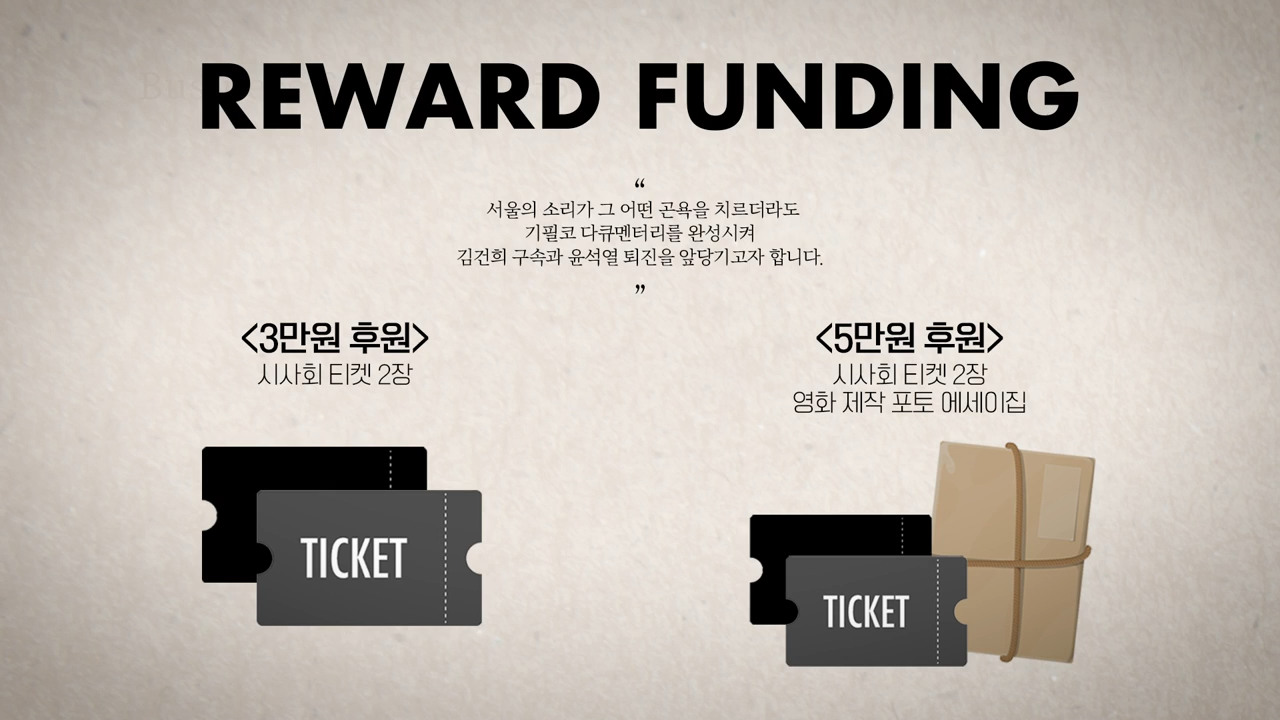 REWARD FUNDING
“
서울의 소리가 그 어떤 곤욕을 치르더라도
기필코 다큐멘터리를 완성시켜
김건희 구속과 윤석열 퇴진을 앞당기고자 합니다.
”
<3만원 후원>
시사회 티켓 2장
<5만원 후원>
시사회 티켓 2장
영화 제작 포토 에세이집
TICKET
TICKET